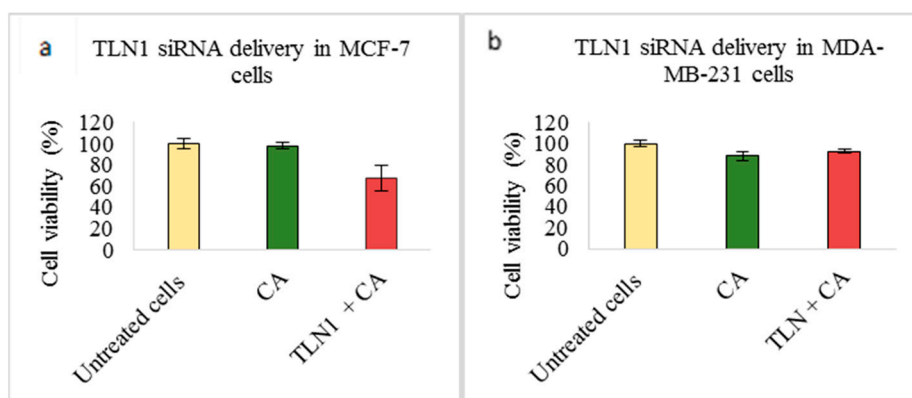 a
TLN1 siRNA delivery in MCF-7
cells
Cell viability (%)
120
100
80
60
40
20
0
Untreated cells
CA
TLN1 + CA
b
TLN1 siRNA delivery in MDA-
MB-231 cells
Cell viability (%)
120
100
80
60
40
20
0
Untreated cells
CA
TLN + CA